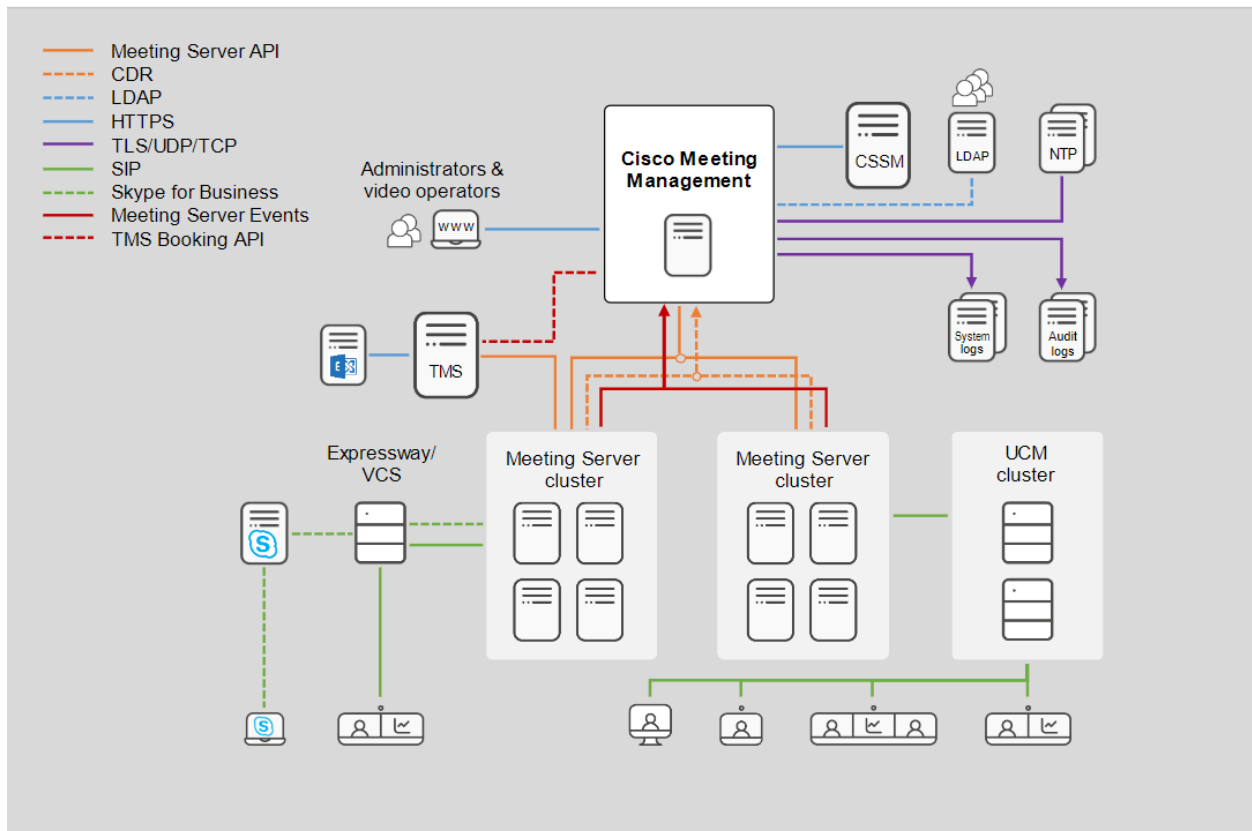 Meeting Server API
CDR
LDAP
HTTPS
TLS/UDP/TCP
SIP
Skype for Business
Meeting Server Events
TMS Booking API
Administrators &
video operators
www
Cisco Meeting
Management
CSSM
LDAP
NTP
System
logs
Audit
logs
E
TMS
Expressway/
VCS
Meeting Server
cluster
Meeting Server
cluster
UCM
cluster
S
S